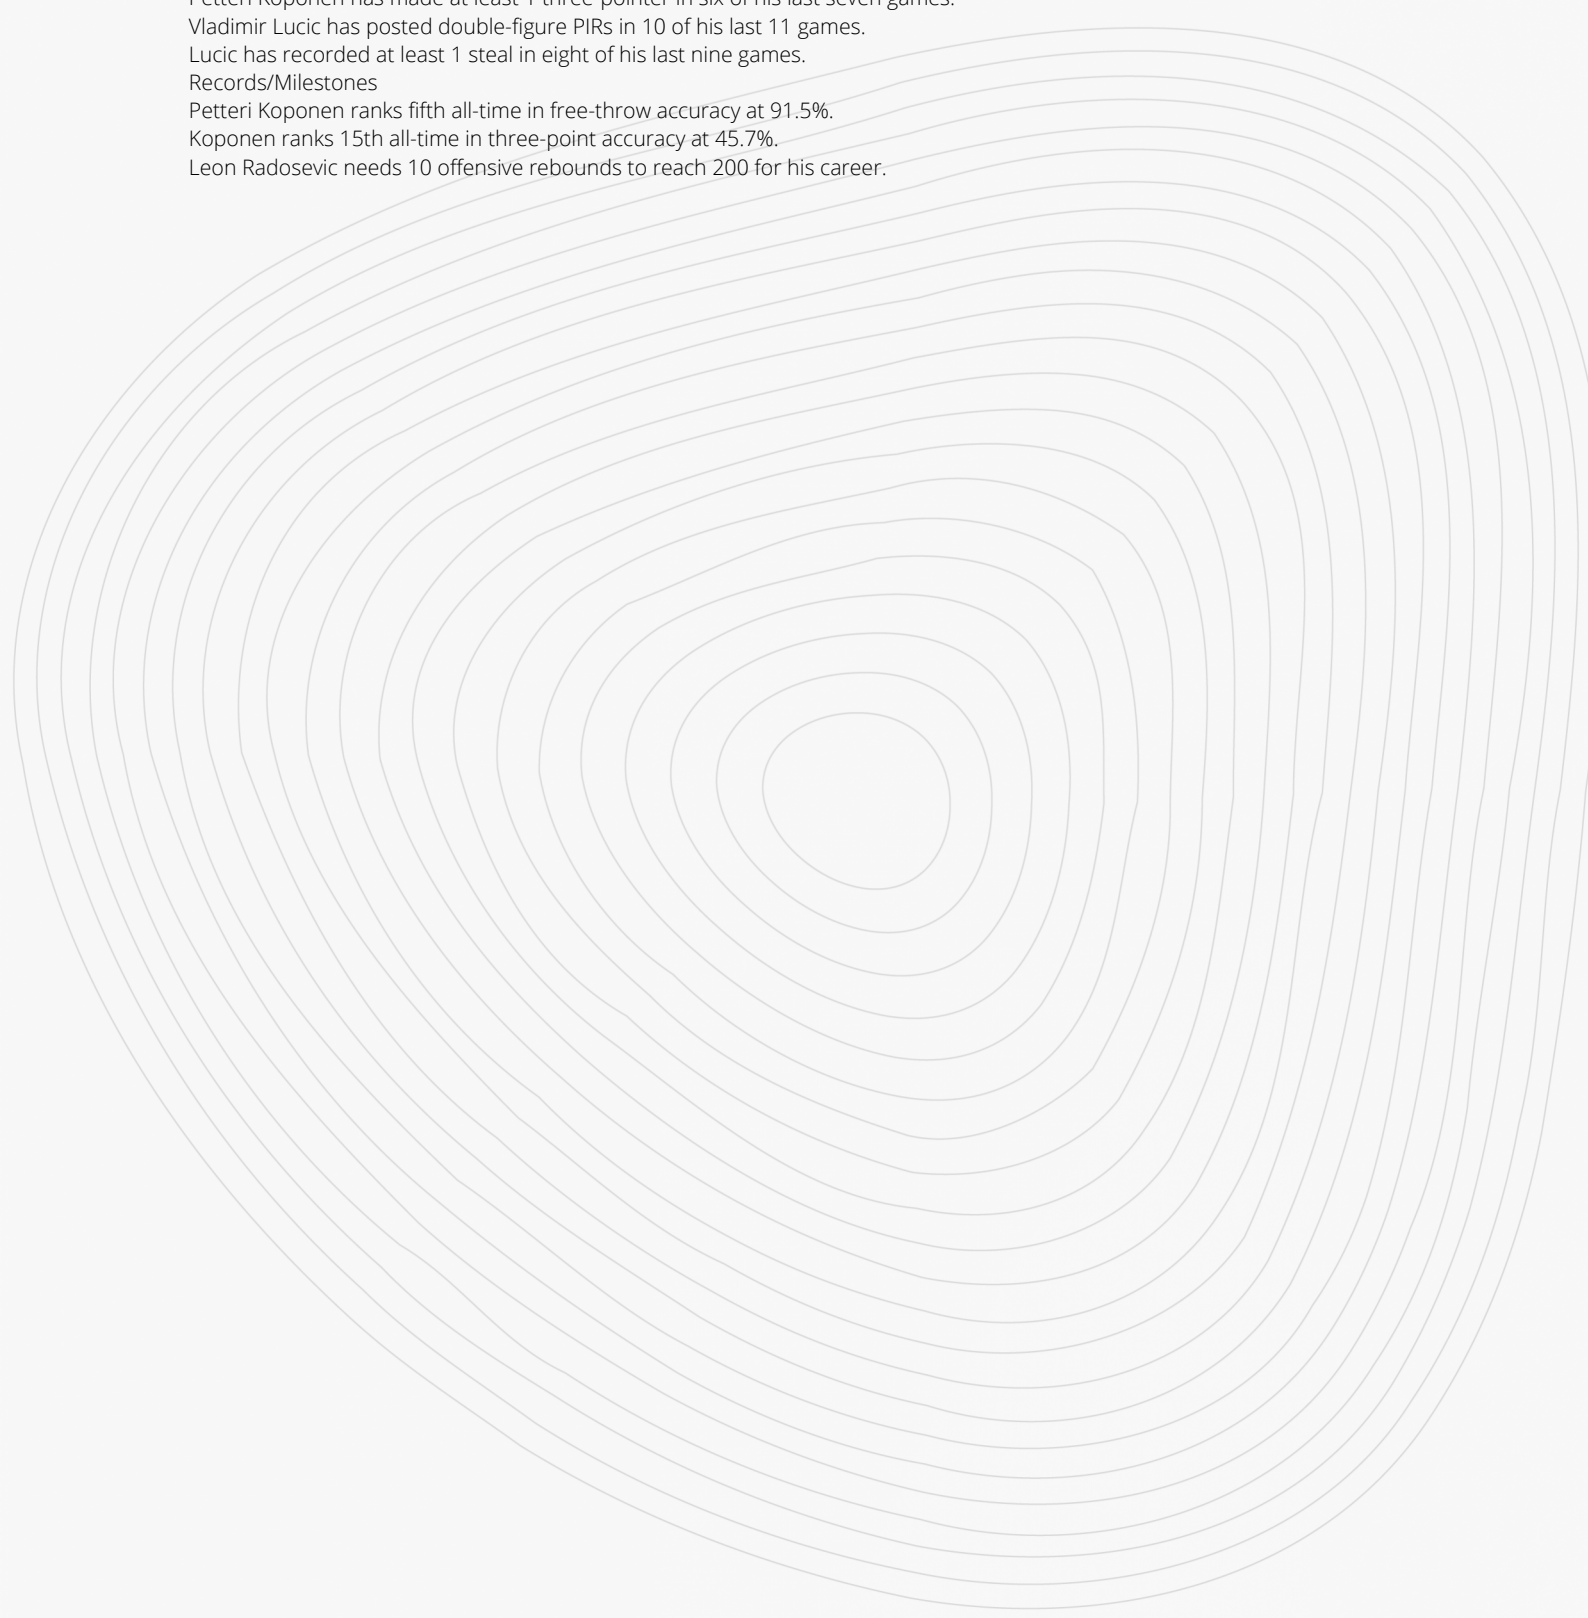 Petteri Koponen has made at least 1 three-pointer in six of his last seven games.
Vladimir Lucic has posted double-figure PIRs in 10 of his last 11 games.
Lucic has recorded at least 1 steal in eight of his last nine games.
Records/Milestones
Petteri Koponen ranks fifth all-time in free-throw accuracy at 91.5%.
Koponen ranks 15th all-time in three-point accuracy at 45.7%.
Leon Radosevic needs 10 offensive rebounds to reach 200 for his career.